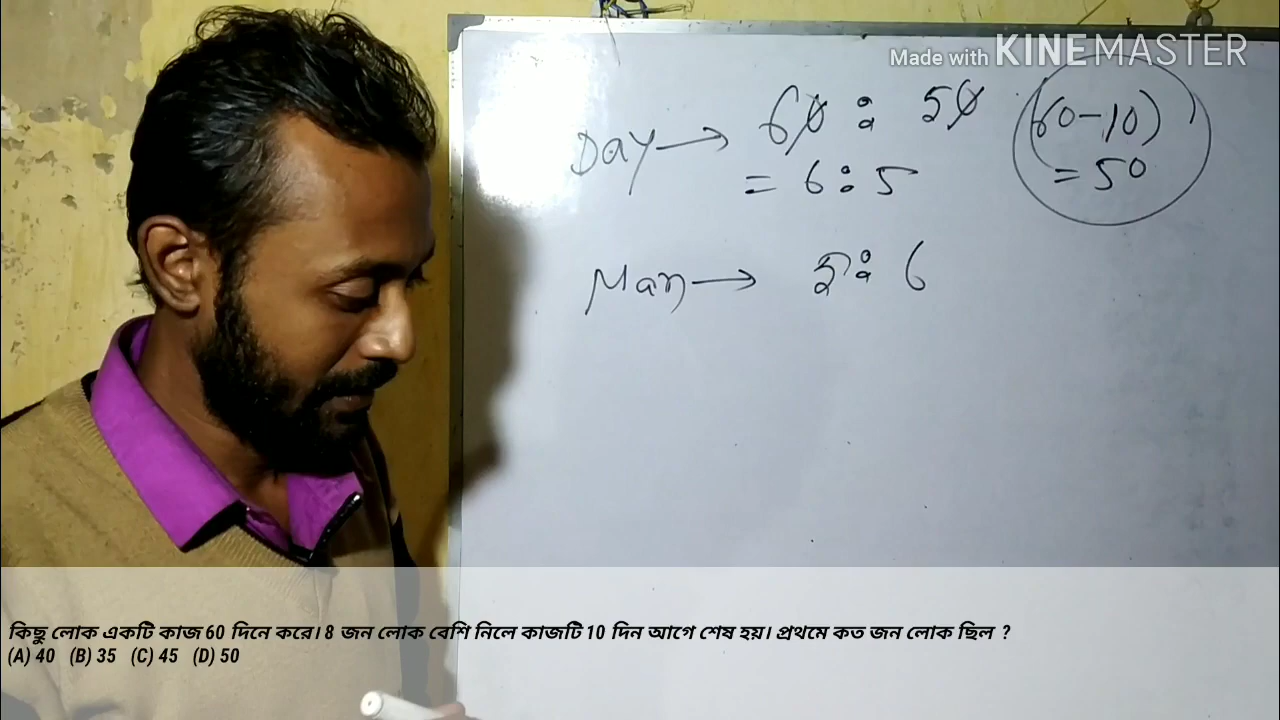 Made with KINEMASTER
Day → 60 : 50 (60-10)
= 6 : 5 = 50
Man → 5 : 6
কিছু লোক একটি কাজ 60 দিনে করে। 8 জন লোক বেশি নিলে কাজটি 10 দিন আগে শেষ হয়। প্রথমে কত জন লোক ছিল ?
(A) 40 (B) 35 (C) 45 (D) 50